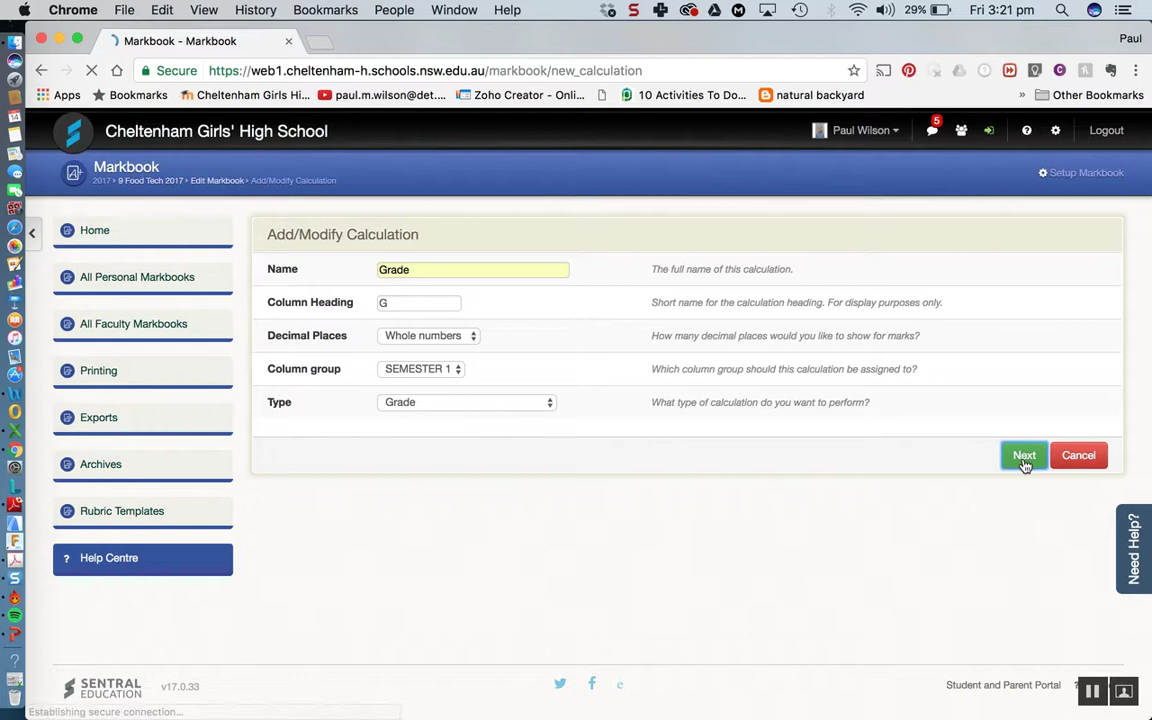 Chrome File Edit View History Bookmarks People Window Help 29% Fri 3:21 pm
Markbook - Markbook Paul
Secure https://web1.cheltenham-h.schools.nsw.edu.au/markbook/new_calculation
Apps Bookmarks Cheltenham Girls Hi... paul.m.wilson@det.... Zoho Creator - Onli... 10 Activities To Do... natural backyard » Other Bookmarks
Cheltenham Girls' High School Paul Wilson 5 Logout
Markbook
2017 › 9 Food Tech 2017 › Edit Markbook › Add/Modify Calculation Setup Markbook
Home
All Personal Markbooks
All Faculty Markbooks
Printing
Exports
Archives
Rubric Templates
? Help Centre
Add/Modify Calculation
Name Grade The full name of this calculation.
Column Heading G Short name for the calculation heading. For display purposes only.
Decimal Places Whole numbers How many decimal places would you like to show for marks?
Column group SEMESTER 1 Which column group should this calculation be assigned to?
Type Grade What type of calculation do you want to perform?
Next Cancel
Need Help?
SENTRAL EDUCATION v17.0.33 Student and Parent Portal
Establishing secure connection...